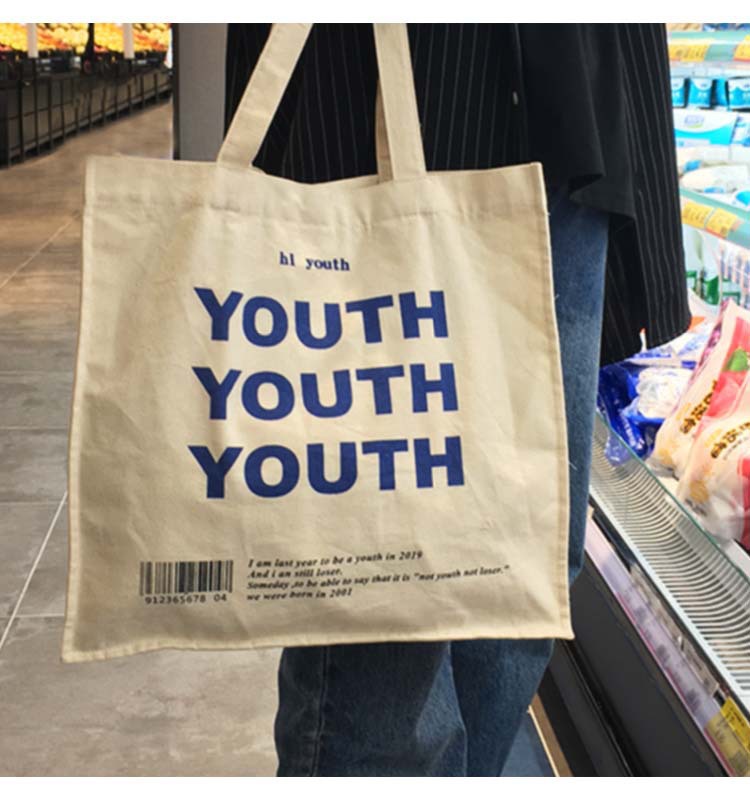 hI youth
YOUTH
YOUTH
YOUTH
I am last year to be a youth in 2019
And i an still loser.
Someday ,to be able to say that it is "not youth not loser."
we were born in 2001
912365678 04